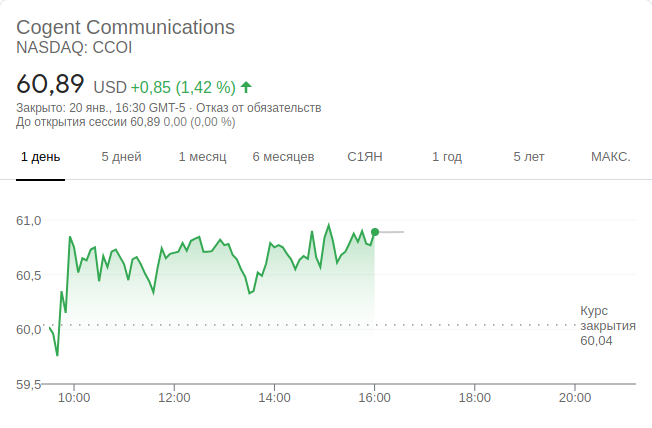 Cogent Communications
NASDAQ: CCOI
60,89 USD +0,85 (1,42 %)
Закрыто: 20 янв., 16:30 GMT-5 · Отказ от обязательств
До открытия сессии 60,89 0,00 (0,00 %)
1 день 5 дней 1 месяц 6 месяцев С1ЯН 1 год 5 лет МАКС.
61,0
60,5
60,0
59,5
Курс
закрытия
60,04
10:00 12:00 14:00 16:00 18:00 20:00